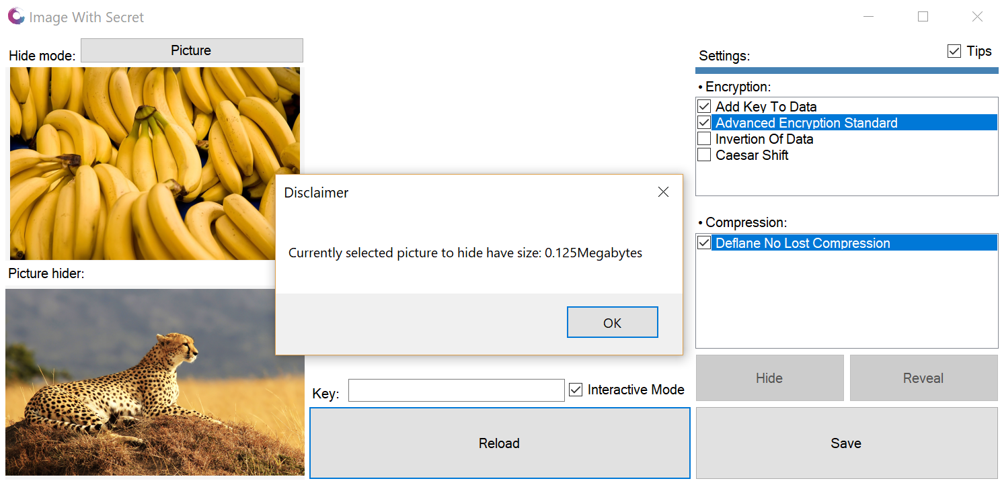 Image With Secret
Hide mode:
Picture
Picture hider:
Disclaimer
Currently selected picture to hide have size: 0.125Megabytes
OK
Key:
Interactive Mode
Reload
Settings:
Tips
• Encryption:
Add Key To Data
Advanced Encryption Standard
Invertion Of Data
Caesar Shift
• Compression:
Deflane No Lost Compression
Hide
Reveal
Save